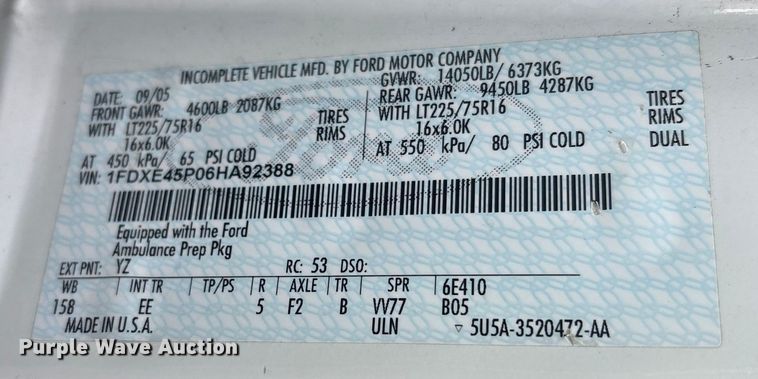 INCOMPLETE VEHICLE MFD. BY FORD MOTOR COMPANY
DATE: 09/05 GVWR: 14050LB/ 6373KG
FRONT GAWR: 4600LB 2087KG REAR GAWR: 9450LB 4287KG
WITH LT225/75R16 TIRES WITH LT225/75R16 TIRES
16x6.0K RIMS 16x6.0K RIMS
AT 450 kPa/ 65 PSI COLD AT 550 kPa/ 80 PSI COLD DUAL
VIN: 1FDXE45P06HA92388
Equipped with the Ford
Ambulance Prep Pkg
EXT PNT: YZ RC: 53 DSO:
WB INT TR TP/PS R AXLE TR SPR 6E410
158 EE 5 F2 B VV77 B05
MADE IN U.S.A. ULN ▽ 5U5A-3520472-AA
Ford
Purple Wave Auction